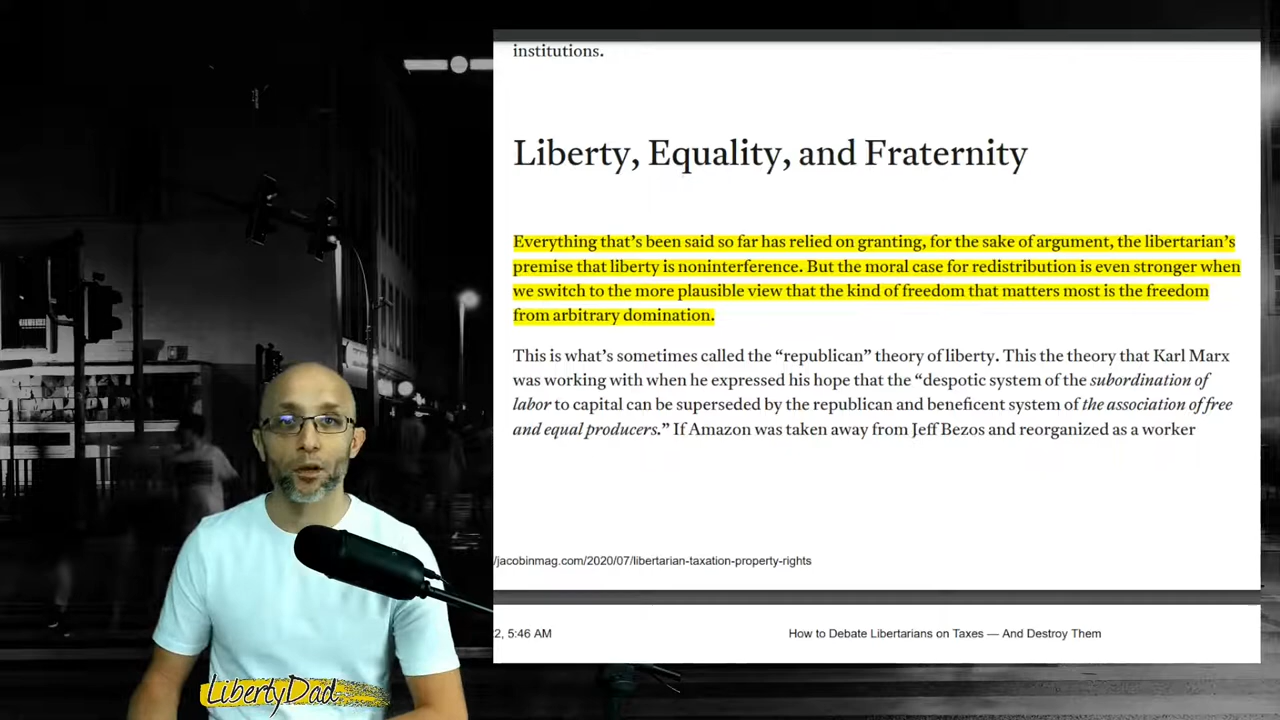 institutions.
Liberty, Equality, and Fraternity
Everything that’s been said so far has relied on granting, for the sake of argument, the libertarian’s
premise that liberty is noninterference. But the moral case for redistribution is even stronger when
we switch to the more plausible view that the kind of freedom that matters most is the freedom
from arbitrary domination.
This is what’s sometimes called the “republican” theory of liberty. This the theory that Karl Marx
was working with when he expressed his hope that the “despotic system of the subordination of
labor to capital can be superseded by the republican and beneficent system of the association of free
and equal producers.” If Amazon was taken away from Jeff Bezos and reorganized as a worker
/jacobinmag.com/2020/07/libertarian-taxation-property-rights
2, 5:46 AM
How to Debate Libertarians on Taxes — And Destroy Them
LibertyDad